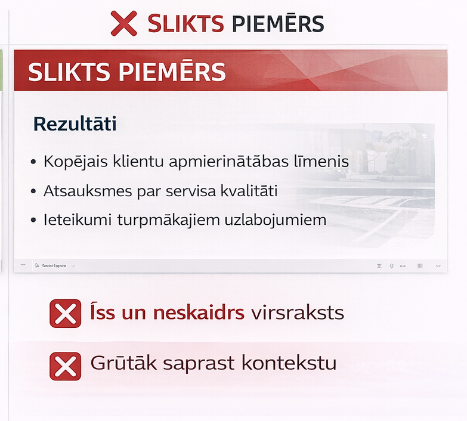 SLIKTS PIEMĒRS
SLIKTS PIEMĒRS
Rezultāti
• Kopējais klientu apmierinātābas līmenis
• Atsauksmes par servisa kvalitāti
• Ieteikumi turpmākajiem uzlabojumiem
Īss un neskaidrs virsraksts
Grūtāk saprast kontekstu